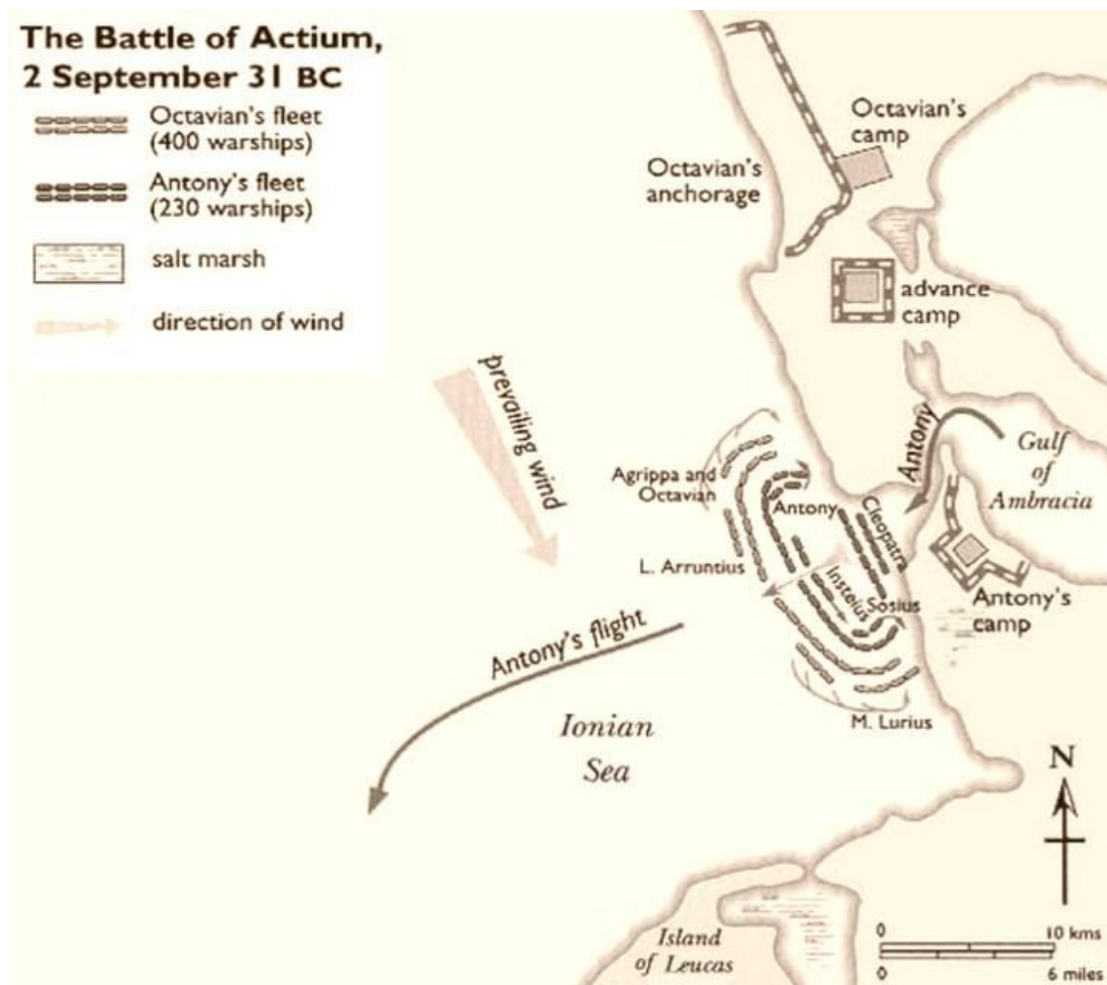 The Battle of Actium,
2 September 31 BC
Octavian's fleet
(400 warships)
Antony's fleet
(230 warships)
salt marsh
direction of wind
Octavian's
camp
Octavian's
anchorage
advance
camp
prevailing wind
Antony
Gulf
of
Ambracia
Agrippa and
Octavian
Antony
Cleopatra
L. Arruntius
Insteius
Sosius
Antony's
camp
Antony's flight
M. Lurius
Ionian
Sea
N
Island
of Leucas
0 10 kms
0 6 miles